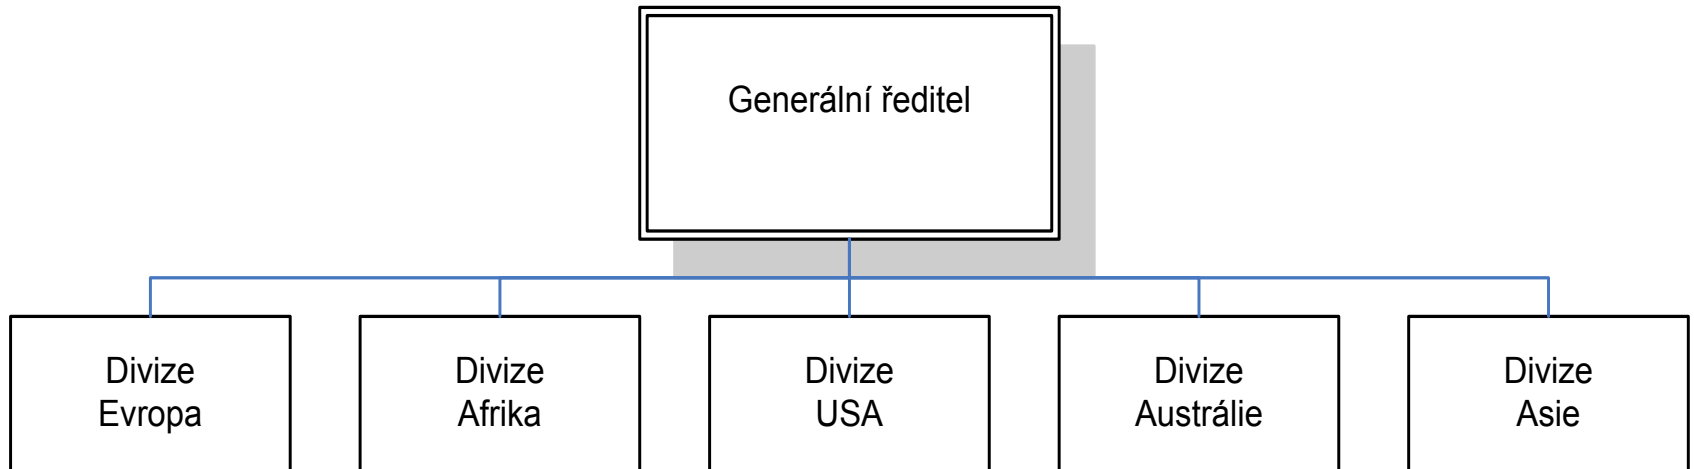 Generální ředitel
Divize
Evropa
Divize
Afrika
Divize
USA
Divize
Austrálie
Divize
Asie